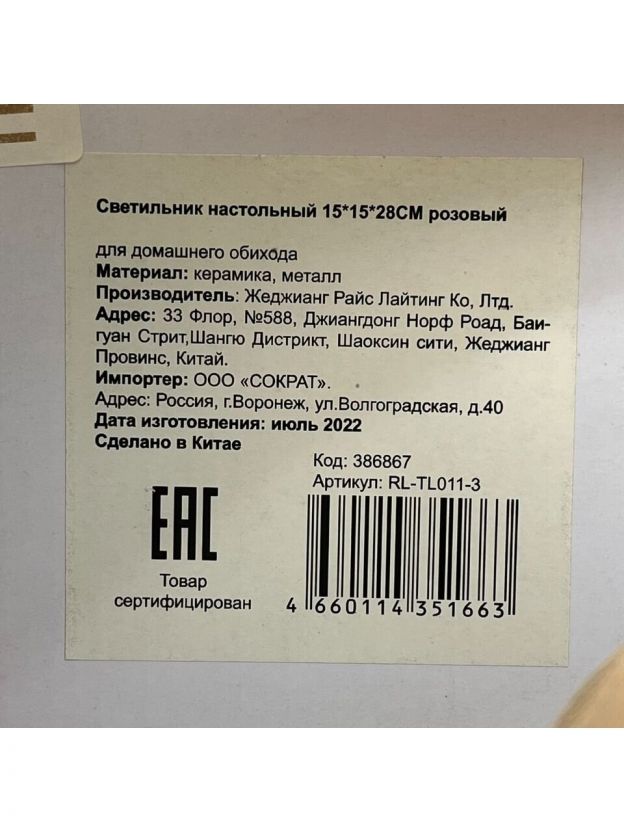 Светильник настольный 15*15*28СМ розовый
для домашнего обихода
Материал: керамика, металл
Производитель: Жеджианг Райс Лайтинг Ко, Лтд.
Адрес: 33 Флор, №588, Джиангдонг Норф Роад, Баи-
гуан Стрит,Шангю Дистрикт, Шаоксин сити, Жеджианг
Провинс, Китай.
Импортер: ООО «СОКРАТ».
Адрес: Россия, г.Воронеж, ул.Волгоградская, д.40
Дата изготовления: июль 2022
Сделано в Китае
Код: 386867
Артикул: RL-TL011-3
EAC
Товар
сертифицирован
4 660114 351663